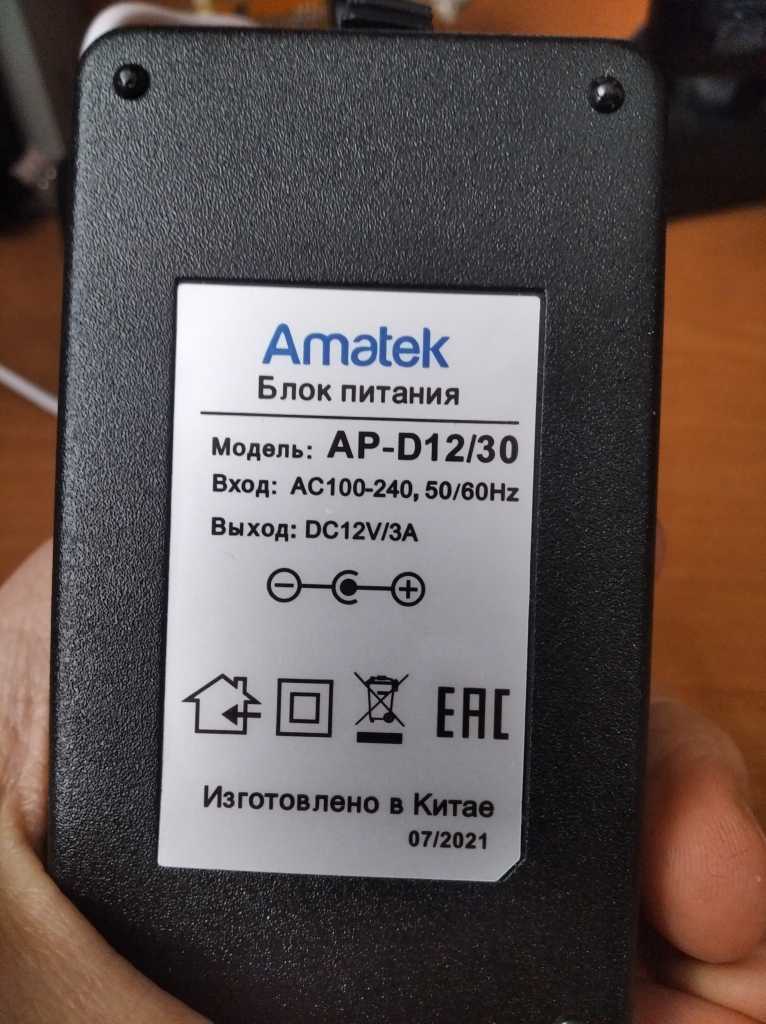 Amatek
Блок питания
Модель: AP-D12/30
Вход: AC100-240, 50/60Hz
Выход: DC12V/3A
EAC
Изготовлено в Китае
07/2021